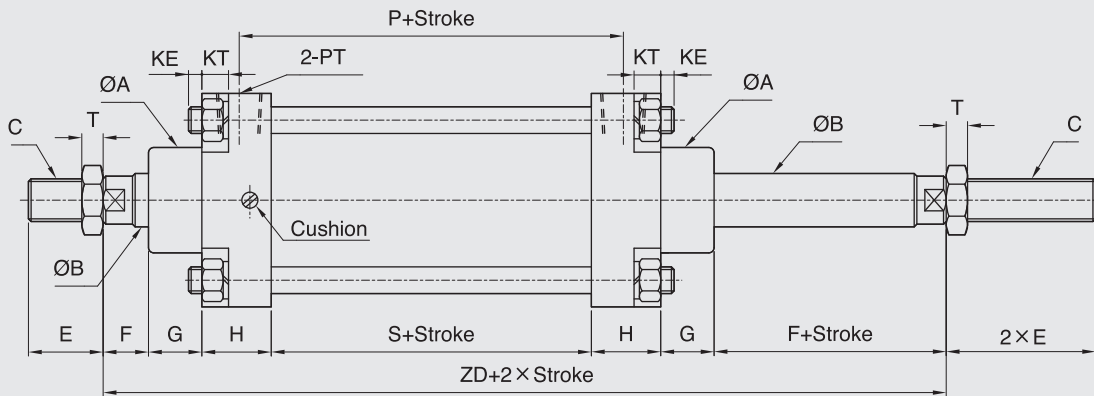 P+Stroke
KE
KT
2-PT
KT
KE
ØA
ØA
T
T
C
ØB
C
Cushion
ØB
E
F
G
H
S+Stroke
H
G
F+Stroke
2×E
ZD+2×Stroke